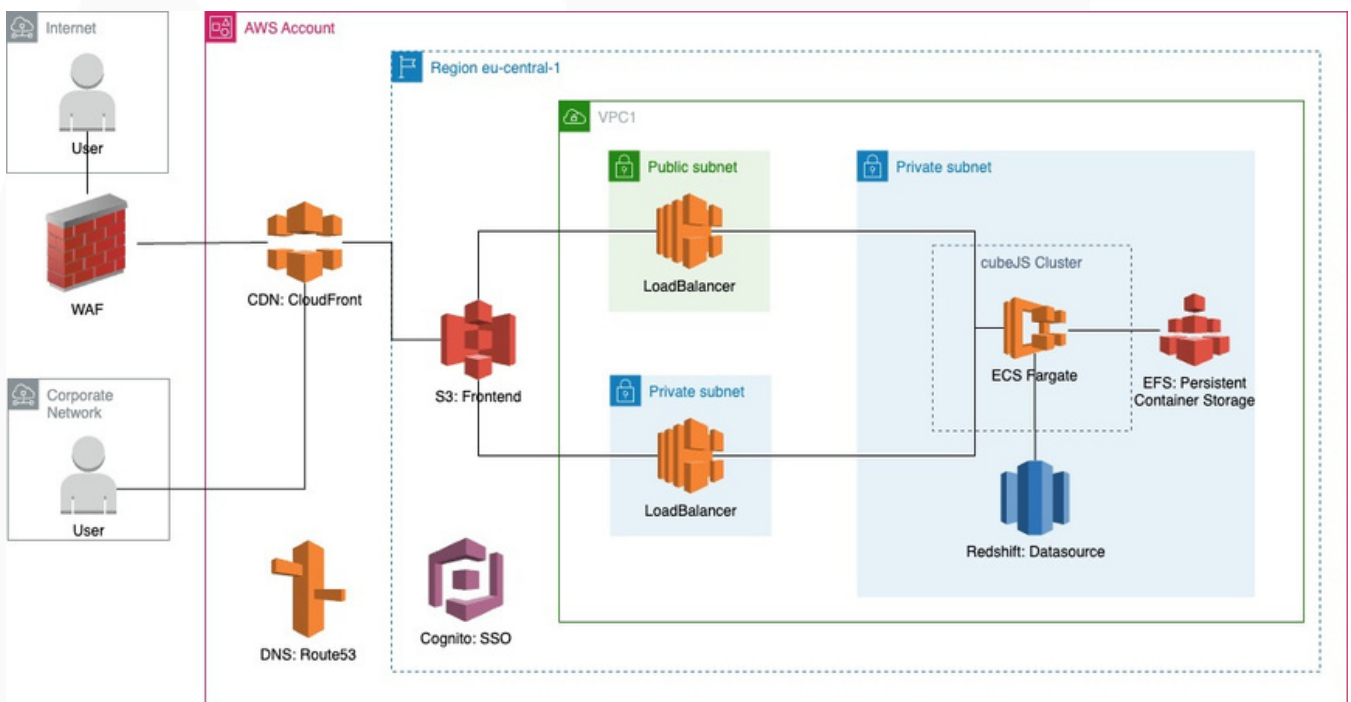 Internet
User
WAF
Corporate
Network
User
AWS Account
CDN: CloudFront
DNS: Route53
Region eu-central-1
S3: Frontend
Cognito: SSO
VPC1
Public subnet
LoadBalancer
Private subnet
LoadBalancer
Private subnet
cubeJS Cluster
ECS Fargate
EFS: Persistent
Container Storage
Redshift: Datasource